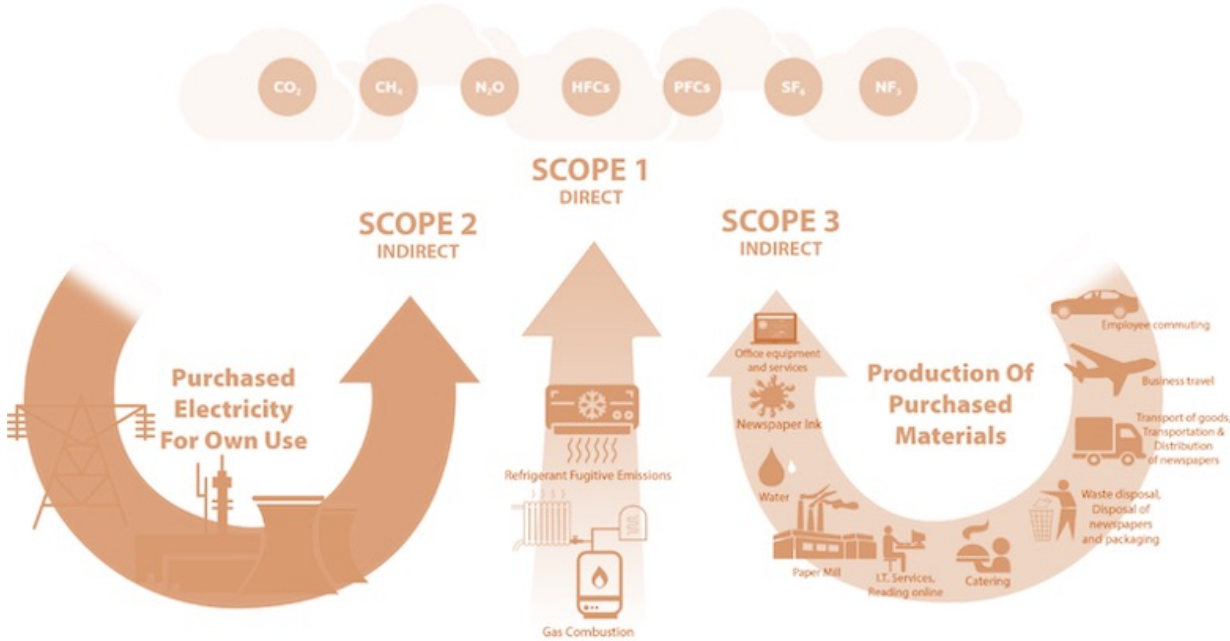 CO₂ CH₄ N₂O HFCs PFCs SF₆ NF₃
SCOPE 1
DIRECT
SCOPE 2
INDIRECT
SCOPE 3
INDIRECT
Purchased
Electricity
For Own Use
Refrigerant Fugitive Emissions
Gas Combustion
Production Of
Purchased
Materials
Office equipment
and services
Newspaper Ink
Water
Paper Mill
I.T. Services,
Reading online
Catering
Waste disposal,
Disposal of
newspapers
and packaging
Transport of goods,
Transportation &
Distribution
of newspapers
Business travel
Employee commuting